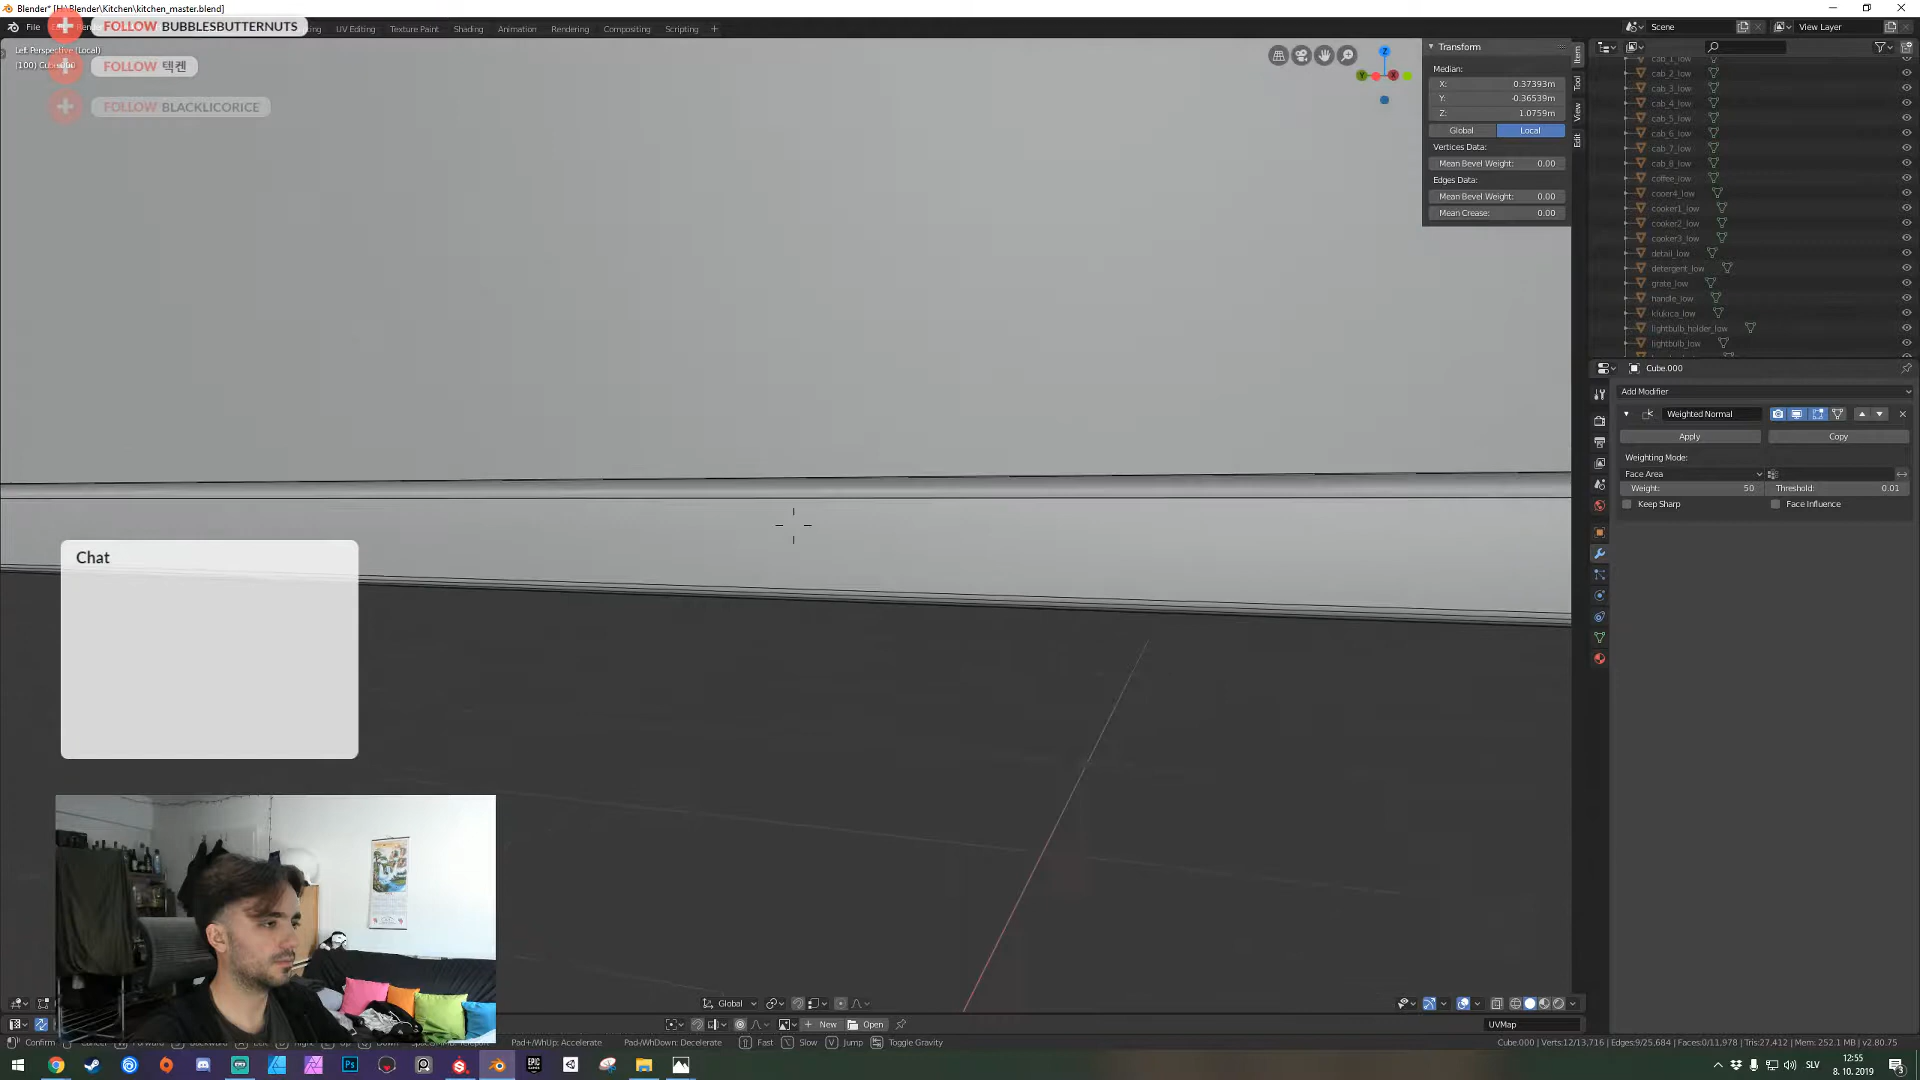 Blender* [H:\Blender\Kitchen\kitchen_master.blend]
File
UV Editing
Texture Paint
Shading
Animation
Rendering
Compositing
Scripting
Scene
View Layer
FOLLOW BUBBLESBUTTERNUTS
FOLLOW 텍켄
FOLLOW BLACKLICORICE
Left Perspective (Local)
(100) Cube.000
Transform
Median:
X: 0.37393m
Y: -0.36539m
Z: 1.0759m
Global Local
Vertices Data:
Mean Bevel Weight: 0.00
Edges Data:
Mean Bevel Weight: 0.00
Mean Crease: 0.00
Item
Tool
View
Edit
cab_1_low
cab_2_low
cab_3_low
cab_4_low
cab_5_low
cab_6_low
cab_7_low
cab_8_low
coffee_low
cooer4_low
cooker1_low
cooker2_low
cooker3_low
detail_low
detergent_low
grate_low
handle_low
klukica_low
lightbulb_holder_low
lightbulb_low
Cube.000
Add Modifier
Weighted Normal
Apply Copy
Weighting Mode:
Face Area
Weight: 50 Threshold: 0.01
Keep Sharp Face Influence
Chat
Global
New Open
UVMap
Confirm
Pad+/WhUp: Accelerate Pad-/WhDown: Decelerate Fast Slow Jump Toggle Gravity
Cube.000 | Verts:12/13,716 | Edges:9/25,684 | Faces:0/11,978 | Tris:27,412 | Mem: 252.1 MB | v2.80.75
SLV
12:55
8. 10. 2019